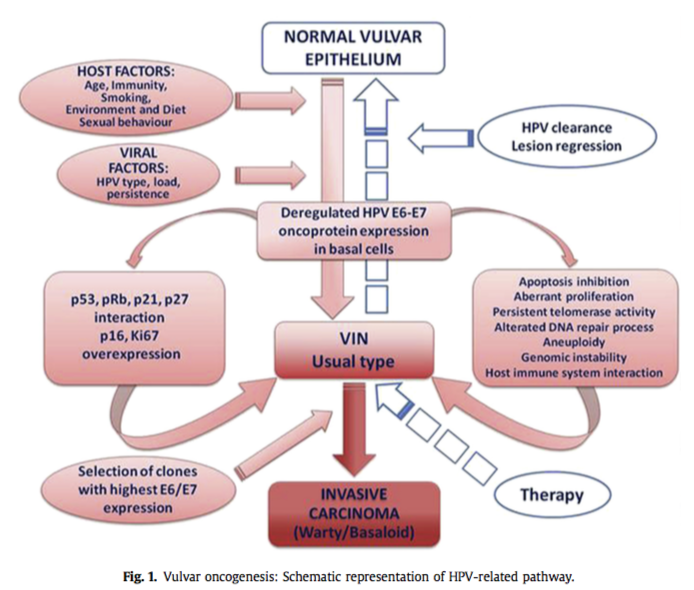 NORMAL VULVAR
EPITHELIUM
HOST FACTORS:
Age, Immunity,
Smoking,
Environment and Diet
Sexual behaviour
HPV clearance
Lesion regression
VIRAL
FACTORS:
HPV type, load,
persistence
Deregulated HPV E6-E7
oncoprotein expression
in basal cells
p53, pRb, p21, p27
interaction
p16, Ki67
overexpression
Apoptosis inhibition
Aberrant proliferation
Persistent telomerase activity
Altered DNA repair process
Aneuploidy
Genomic instability
Host immune system interaction
VIN
Usual type
Selection of clones
with highest E6/E7
expression
Therapy
INVASIVE
CARCINOMA
(Warty/Basaloid)
Fig. 1. Vulvar oncogenesis: Schematic representation of HPV-related pathway.